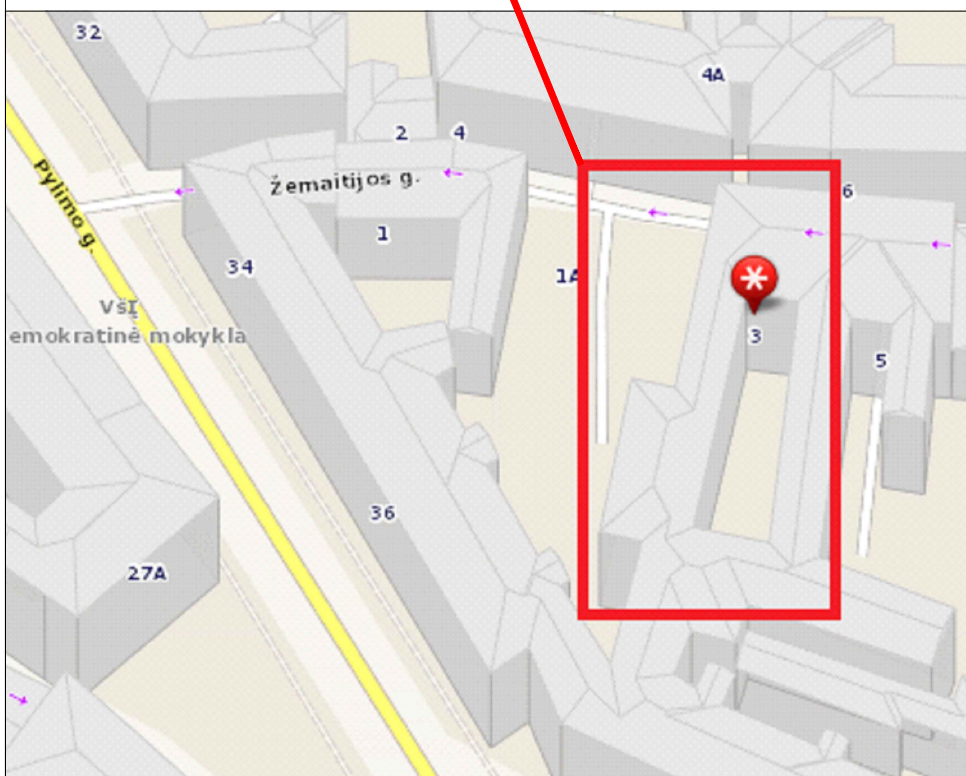 32
4A
2
4
Pylimo g.
Žemaitijos g.
6
1
34
1A
VšĮ
emokratinė mokykla
3
5
36
27A